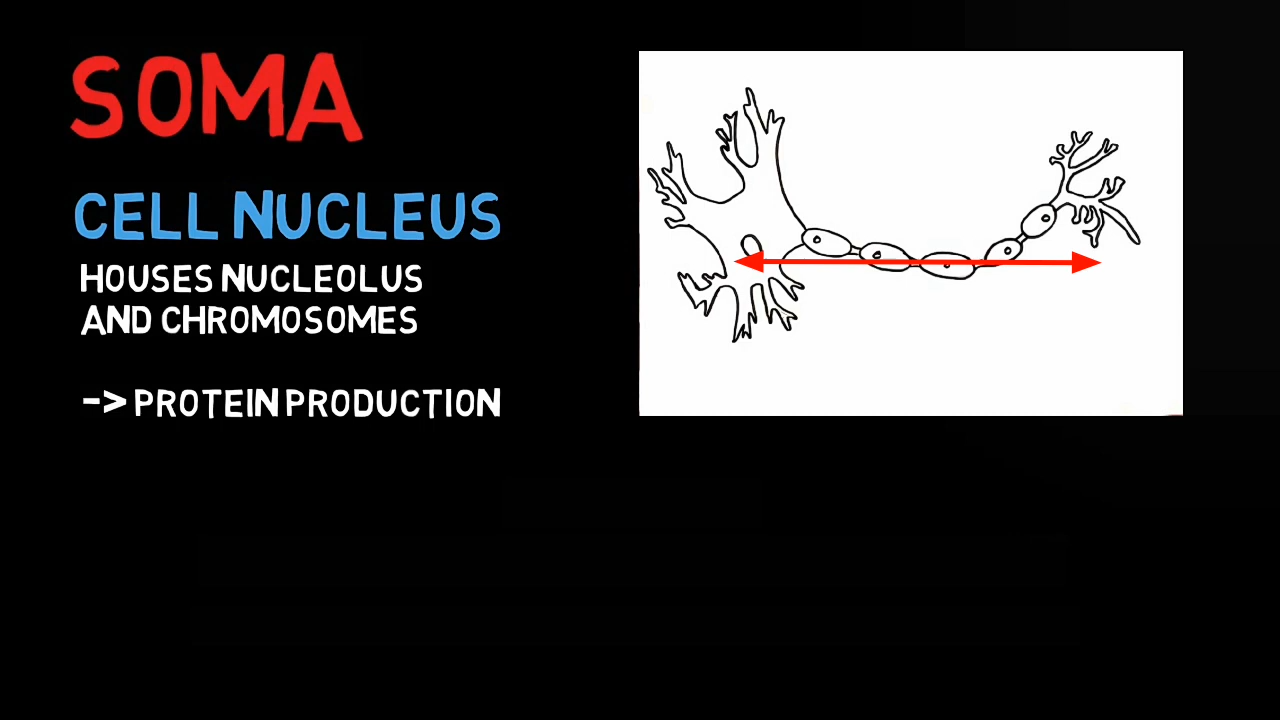 SOMA
CELL NUCLEUS
HOUSES NUCLEOLUS
AND CHROMOSOMES
-> PROTEIN PRODUCTION